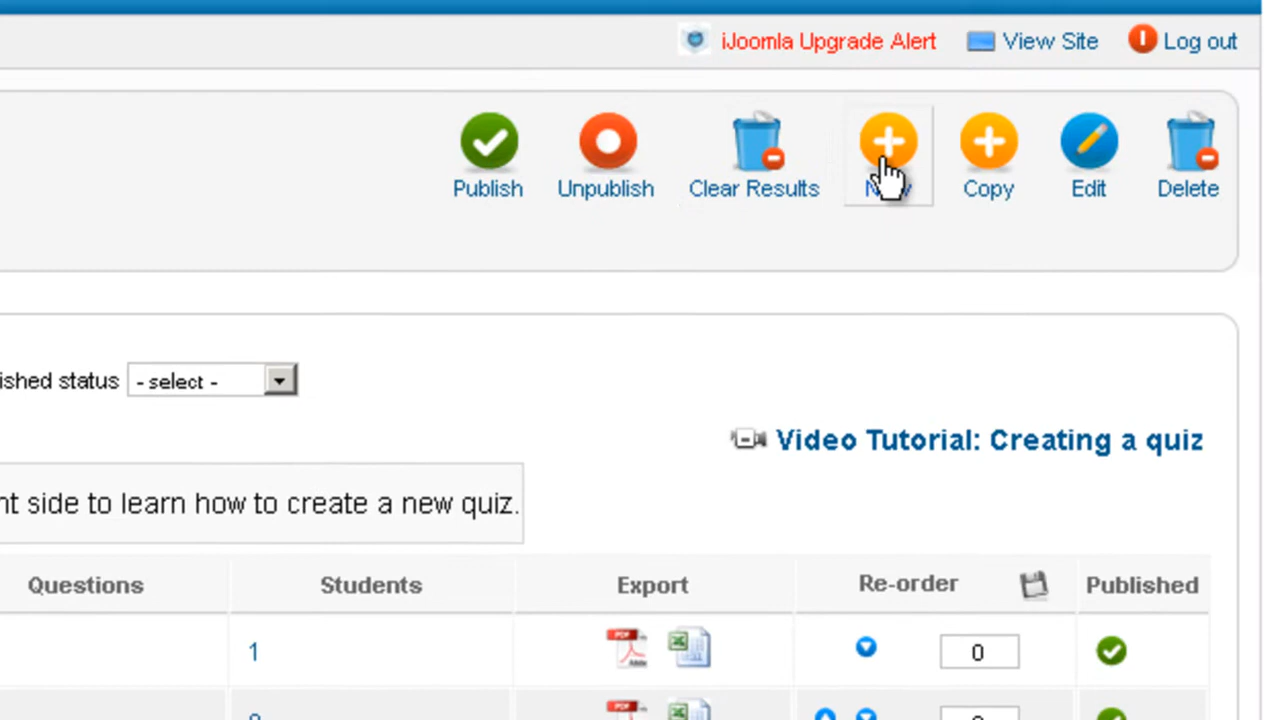 iJoomla Upgrade Alert View Site Log out
Publish Unpublish Clear Results Copy Edit Delete
ished status - select -
Video Tutorial: Creating a quiz
nt side to learn how to create a new quiz.
Questions Students Export Re-order Published
1 0